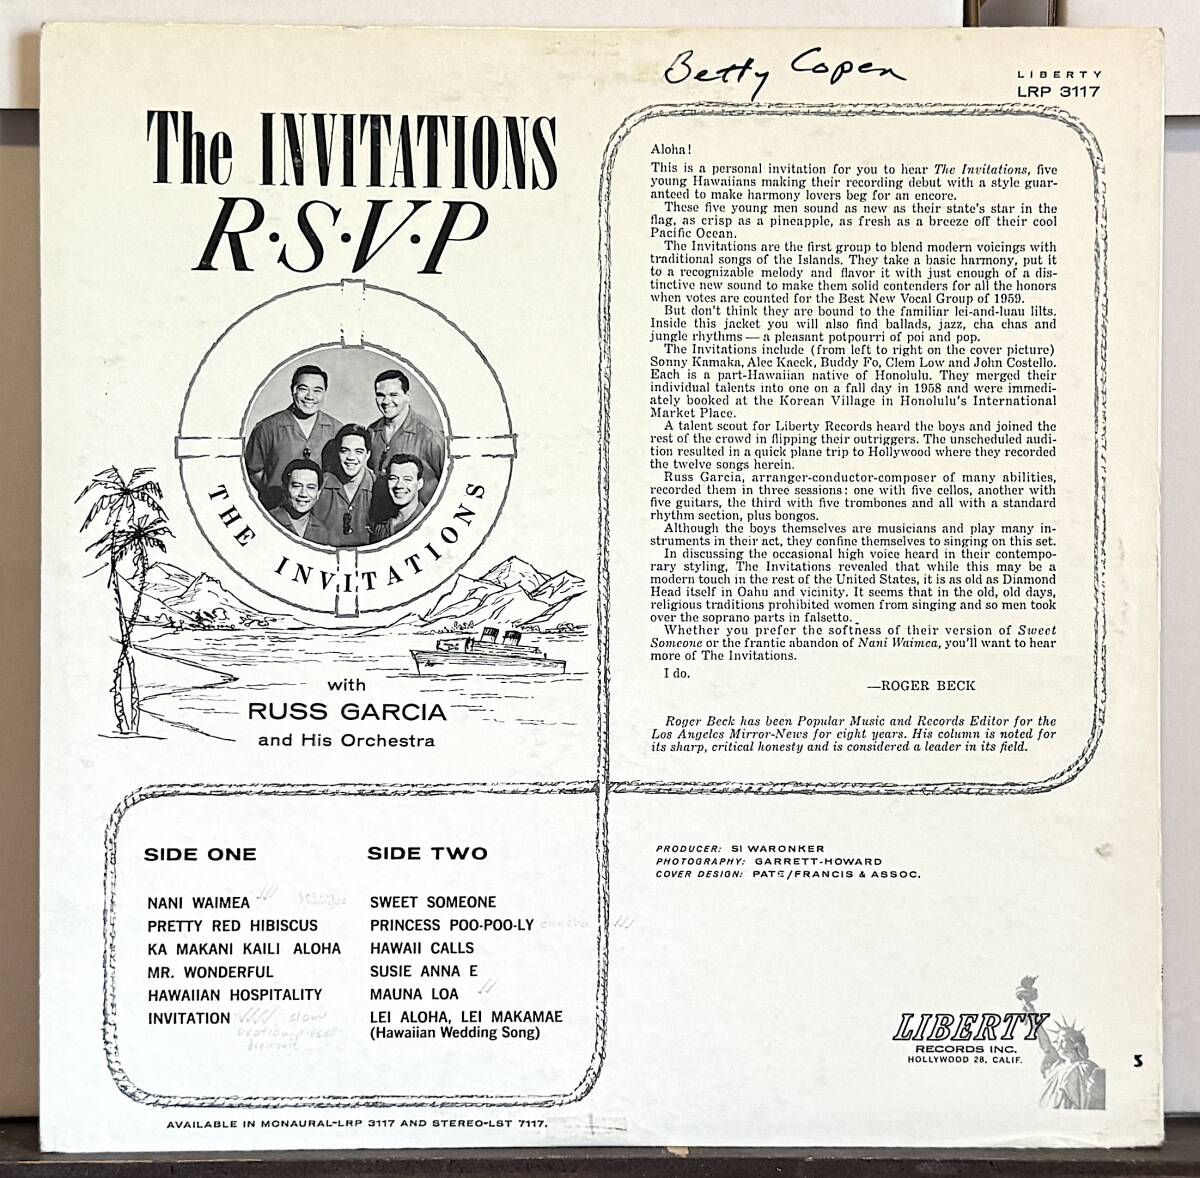 Betty Copen
LIBERTY
LRP 3117
The INVITATIONS
R·S·V·P
THE INVITATIONS
with
RUSS GARCIA
and His Orchestra
Aloha!
This is a personal invitation for you to hear The Invitations, five
young Hawaiians making their recording debut with a style guar-
anteed to make harmony lovers beg for an encore.
These five young men sound as new as their state's star in the
flag, as crisp as a pineapple, as fresh as a breeze off their cool
Pacific Ocean.
The Invitations are the first group to blend modern voicings with
traditional songs of the Islands. They take a basic harmony, put it
to a recognizable melody and flavor it with just enough of a dis-
tinctive new sound to make them solid contenders for all the honors
when votes are counted for the Best New Vocal Group of 1959.
But don't think they are bound to the familiar lei-and-luau lilts.
Inside this jacket you will also find ballads, jazz, cha chas and
jungle rhythms — a pleasant potpourri of poi and pop.
The Invitations include (from left to right on the cover picture)
Sonny Kamaka, Alec Kaeck, Buddy Fo, Clem Low and John Costello.
Each is a part-Hawaiian native of Honolulu. They merged their
individual talents into one on a fall day in 1958 and were immedi-
ately booked at the Korean Village in Honolulu's International
Market Place.
A talent scout for Liberty Records heard the boys and joined the
rest of the crowd in flipping their outriggers. The unscheduled audi-
tion resulted in a quick plane trip to Hollywood where they recorded
the twelve songs herein.
Russ Garcia, arranger-conductor-composer of many abilities,
recorded them in three sessions: one with five cellos, another with
five guitars, the third with five trombones and all with a standard
rhythm section, plus bongos.
Although the boys themselves are musicians and play many in-
struments in their act, they confine themselves to singing on this set.
In discussing the occasional high voice heard in their contempo-
rary styling, The Invitations revealed that while this may be a
modern touch in the rest of the United States, it is as old as Diamond
Head itself in Oahu and vicinity. It seems that in the old, old days,
religious traditions prohibited women from singing and so men took
over the soprano parts in falsetto.
Whether you prefer the softness of their version of Sweet
Someone or the frantic abandon of Nani Waimea, you'll want to hear
more of The Invitations.
I do.
—ROGER BECK
Roger Beck has been Popular Music and Records Editor for the
Los Angeles Mirror-News for eight years. His column is noted for
its sharp, critical honesty and is considered a leader in its field.
SIDE ONE
NANI WAIMEA
PRETTY RED HIBISCUS
KA MAKANI KAILI ALOHA
MR. WONDERFUL
HAWAIIAN HOSPITALITY
INVITATION slow
SIDE TWO
SWEET SOMEONE
PRINCESS POO-POO-LY cha cha
HAWAII CALLS
SUSIE ANNA E
MAUNA LOA
LEI ALOHA, LEI MAKAMAE
(Hawaiian Wedding Song)
PRODUCER: SI WARONKER
PHOTOGRAPHY: GARRETT-HOWARD
COVER DESIGN: PATE/FRANCIS & ASSOC.
LIBERTY
RECORDS INC.
HOLLYWOOD 28, CALIF.
5
AVAILABLE IN MONAURAL-LRP 3117 AND STEREO-LST 7117.